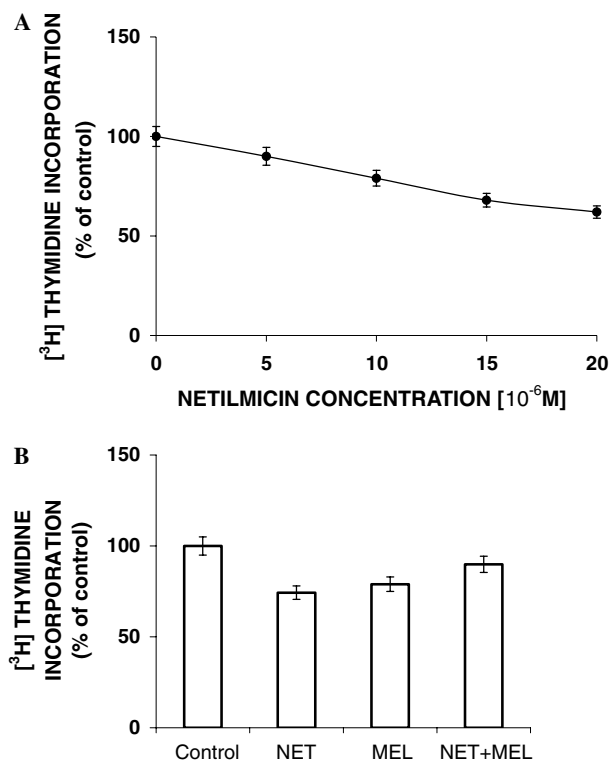 A
[³H] THYMIDINE INCORPORATION
(% of control)
150
100
50
0
0 5 10 15 20
NETILMICIN CONCENTRATION [10⁻⁶M]
B
[³H] THYMIDINE
INCORPORATION
(% of control)
150
100
50
0
Control NET MEL NET+MEL